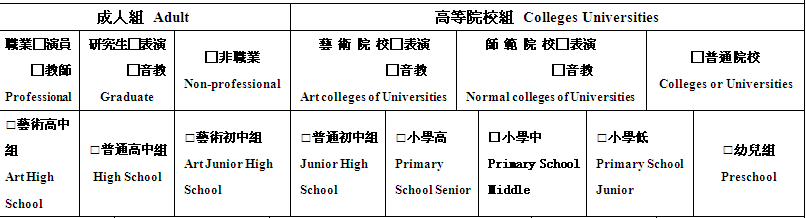 成人組 Adult
高等院校組 Colleges Universities
職業□演員
□教師
Professional
研究生□表演
□音教
Graduate
□非職業
Non-professional
藝 術 院 校□表演
□音教
Art colleges of Universities
師 範 院 校□表演
□音教
Normal colleges of Universities
□普通院校
Colleges or Universities
□藝術高中
組
Art High
School
□普通高中組
High School
□藝術初中組
Art Junior High
School
□普通初中組
Junior High
School
□小學高
Primary
School Senior
□小學中
Primary School
Middle
□小學低
Primary School
Junior
□幼兒組
Preschool